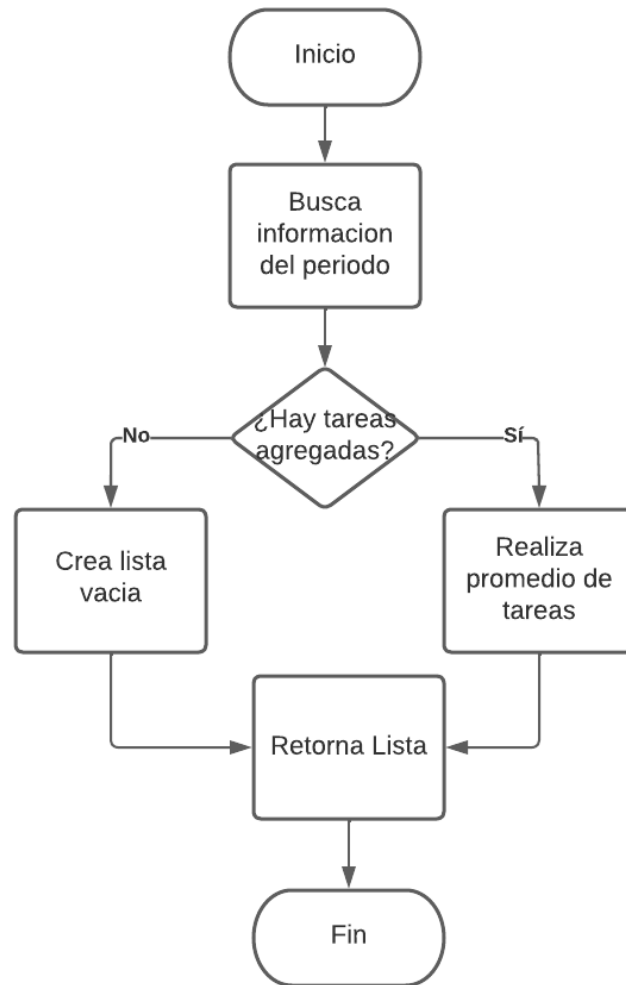 Inicio
Busca
informacion
del periodo
¿Hay tareas
agregadas?
No
Sí
Crea lista
vacia
Realiza
promedio de
tareas
Retorna Lista
Fin